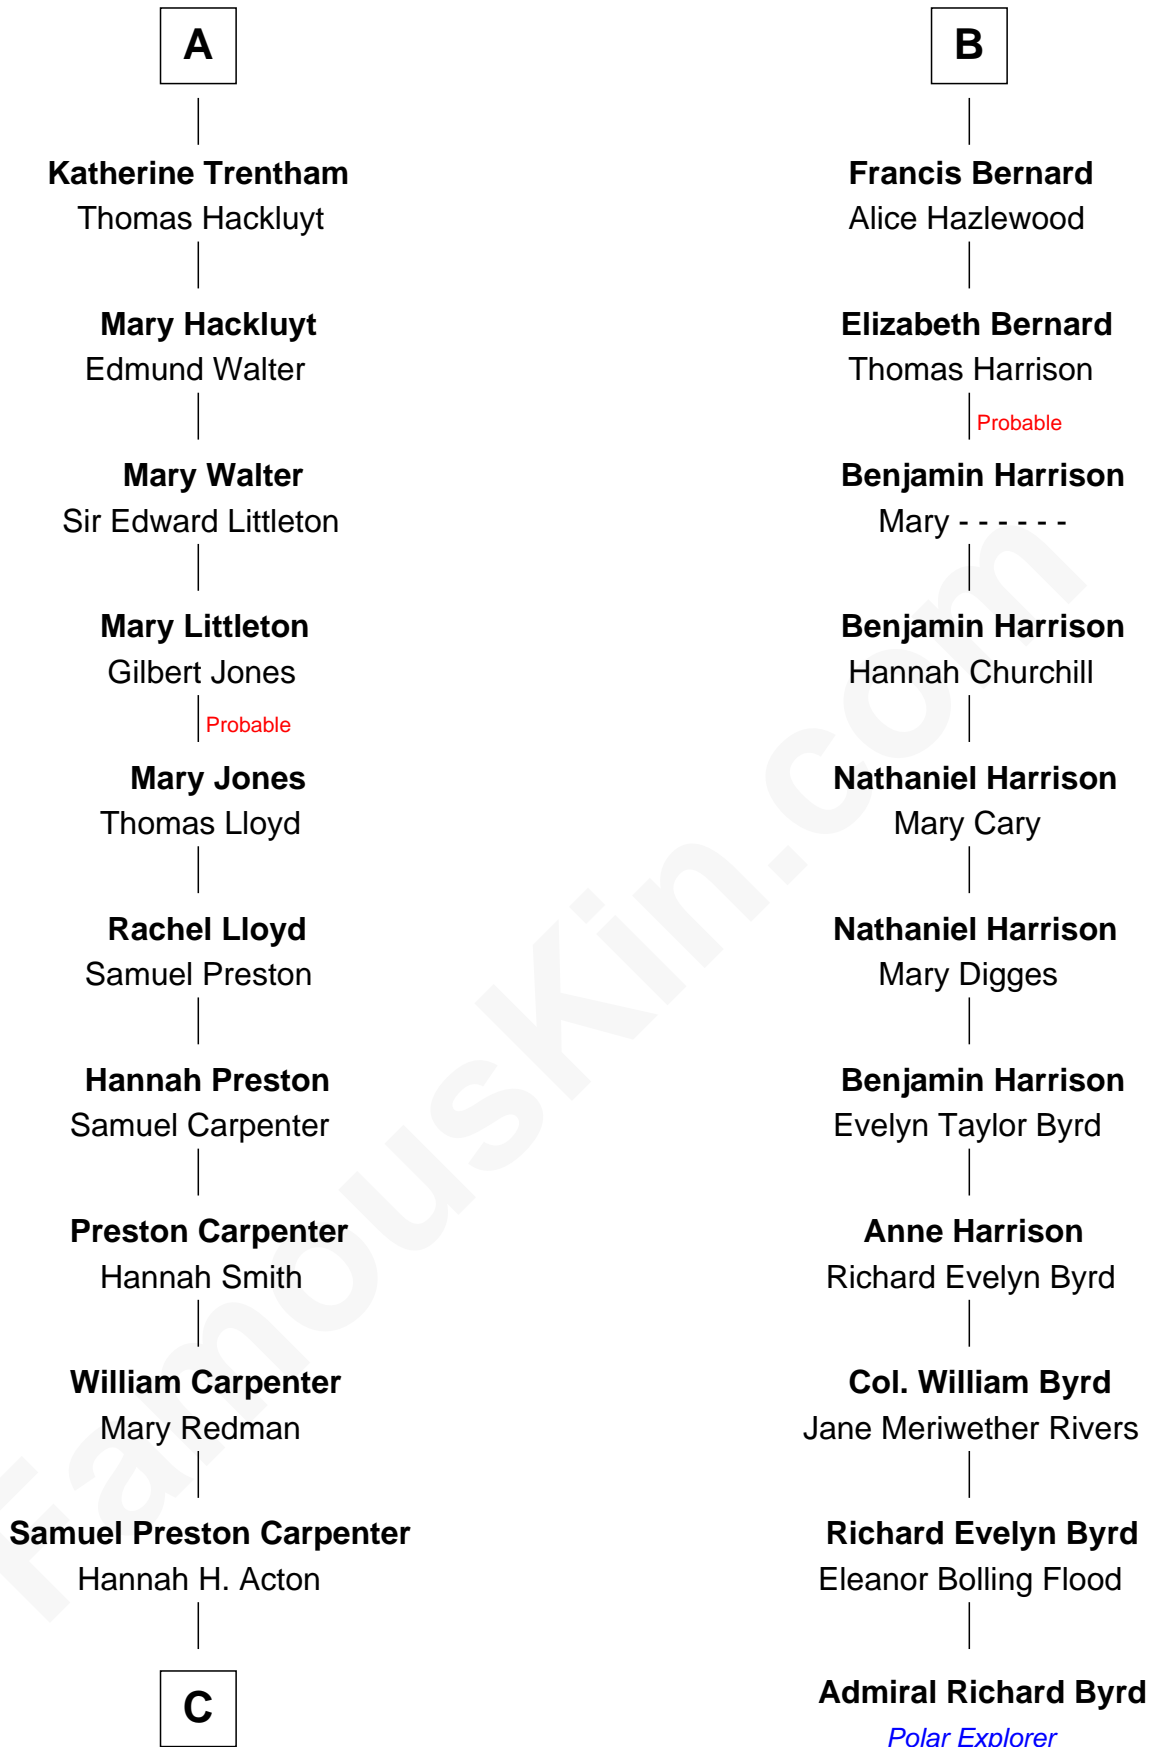 A
Katherine Trentham
Thomas Hackluyt
Mary Hackluyt
Edmund Walter
Mary Walter
Sir Edward Littleton
Mary Littleton
Gilbert Jones
Probable
Mary Jones
Thomas Lloyd
Rachel Lloyd
Samuel Preston
Hannah Preston
Samuel Carpenter
Preston Carpenter
Hannah Smith
William Carpenter
Mary Redman
Samuel Preston Carpenter
Hannah H. Acton
C
B
Francis Bernard
Alice Hazlewood
Elizabeth Bernard
Thomas Harrison
Probable
Benjamin Harrison
Mary - - - - - -
Benjamin Harrison
Hannah Churchill
Nathaniel Harrison
Mary Cary
Nathaniel Harrison
Mary Digges
Benjamin Harrison
Evelyn Taylor Byrd
Anne Harrison
Richard Evelyn Byrd
Col. William Byrd
Jane Meriwether Rivers
Richard Evelyn Byrd
Eleanor Bolling Flood
Admiral Richard Byrd
Polar Explorer
FamousKin.com